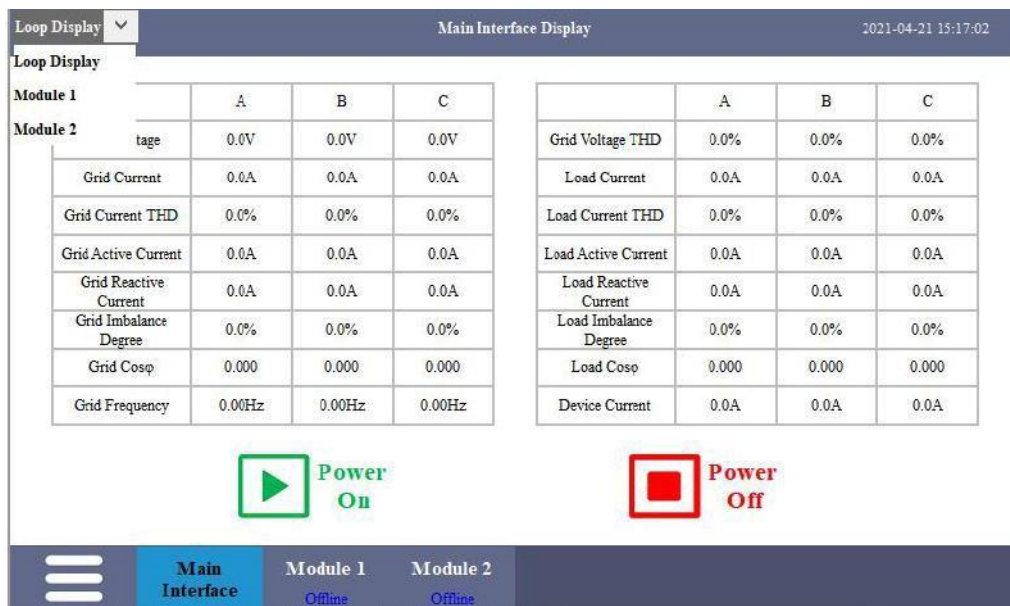 Loop Display
Main Interface Display
2021-04-21 15:17:02
Loop Display
Module 1
Module 2
A B C
tage 0.0V 0.0V 0.0V
Grid Current 0.0A 0.0A 0.0A
Grid Current THD 0.0% 0.0% 0.0%
Grid Active Current 0.0A 0.0A 0.0A
Grid Reactive
Current 0.0A 0.0A 0.0A
Grid Imbalance
Degree 0.0% 0.0% 0.0%
Grid Cosφ 0.000 0.000 0.000
Grid Frequency 0.00Hz 0.00Hz 0.00Hz
A B C
Grid Voltage THD 0.0% 0.0% 0.0%
Load Current 0.0A 0.0A 0.0A
Load Current THD 0.0% 0.0% 0.0%
Load Active Current 0.0A 0.0A 0.0A
Load Reactive
Current 0.0A 0.0A 0.0A
Load Imbalance
Degree 0.0% 0.0% 0.0%
Load Cosφ 0.000 0.000 0.000
Device Current 0.0A 0.0A 0.0A
Power
On
Power
Off
Main
Interface
Module 1
Offline
Module 2
Offline